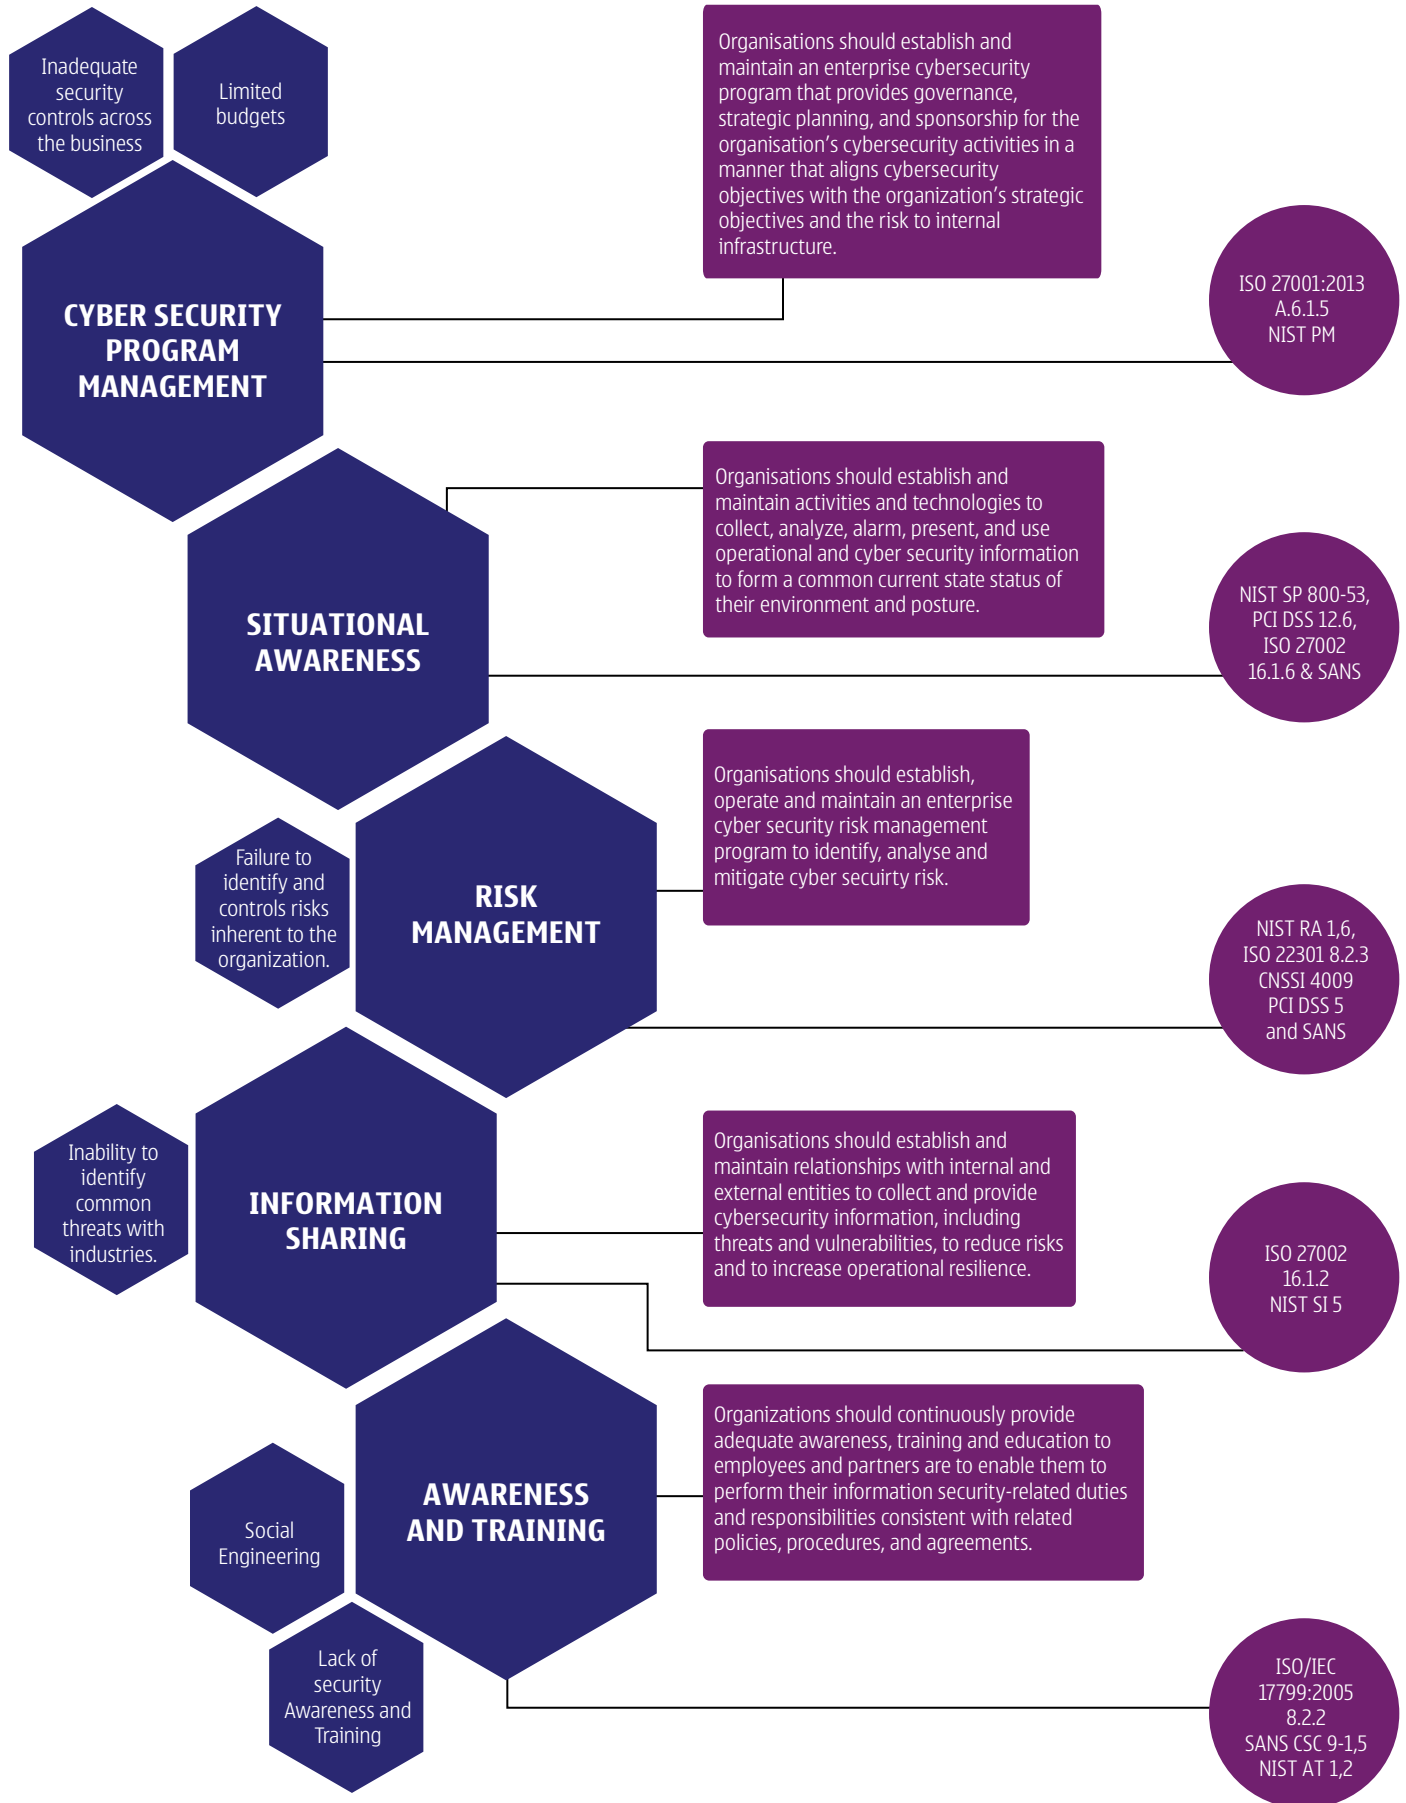 Inadequate
security
controls across
the business
Limited
budgets
Organisations should establish and
maintain an enterprise cybersecurity
program that provides governance,
strategic planning, and sponsorship for the
organisation’s cybersecurity activities in a
manner that aligns cybersecurity
objectives with the organization’s strategic
objectives and the risk to internal
infrastructure.
CYBER SECURITY
PROGRAM
MANAGEMENT
ISO 27001:2013
A.6.1.5
NIST PM
Organisations should establish and
maintain activities and technologies to
collect, analyze, alarm, present, and use
operational and cyber security information
to form a common current state status of
their environment and posture.
SITUATIONAL
AWARENESS
NIST SP 800-53,
PCI DSS 12.6,
ISO 27002
16.1.6 & SANS
Organisations should establish,
operate and maintain an enterprise
cyber security risk management
program to identify, analyse and
mitigate cyber secuirty risk.
Failure to
identify and
controls risks
inherent to the
organization.
RISK
MANAGEMENT
NIST RA 1,6,
ISO 22301 8.2.3
CNSSI 4009
PCI DSS 5
and SANS
Inability to
identify
common
threats with
industries.
INFORMATION
SHARING
Organisations should establish and
maintain relationships with internal and
external entities to collect and provide
cybersecurity information, including
threats and vulnerabilities, to reduce risks
and to increase operational resilience.
ISO 27002
16.1.2
NIST SI 5
Organizations should continuously provide
adequate awareness, training and education to
employees and partners are to enable them to
perform their information security-related duties
and responsibilities consistent with related
policies, procedures, and agreements.
AWARENESS
AND TRAINING
Social
Engineering
Lack of
security
Awareness and
Training
ISO/IEC
17799:2005
8.2.2
SANS CSC 9-1,5
NIST AT 1,2